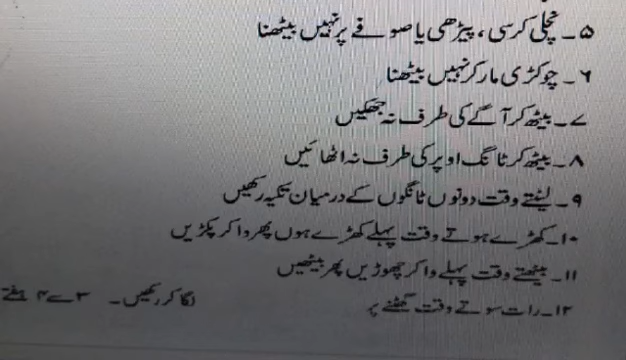 ۵ ۔ نچلی کرسی ، پیڑھی یا صوفے پر نہیں بیٹھنا
۶ ۔ چوکڑی مار کر نہیں بیٹھنا
۷ ۔ بیٹھ کر آگے کی طرف نہ جھکیں
۸ ۔ بیٹھ کر ٹانگ اوپر کی طرف نہ اٹھائیں
۹ ۔ لیٹتے وقت دونوں ٹانگوں کے درمیان تکیہ رکھیں
۱۰ ۔ کھڑے ہوتے وقت پہلے کھڑے ہوں پھر واکر پکڑیں
۱۱ ۔ بیٹھتے وقت پہلے واکر چھوڑیں پھر بیٹھیں
۱۲ ۔ رات سوتے وقت گھٹنے پر لگا کر رکھیں ۔ ۳ سے ۴ ہفتے